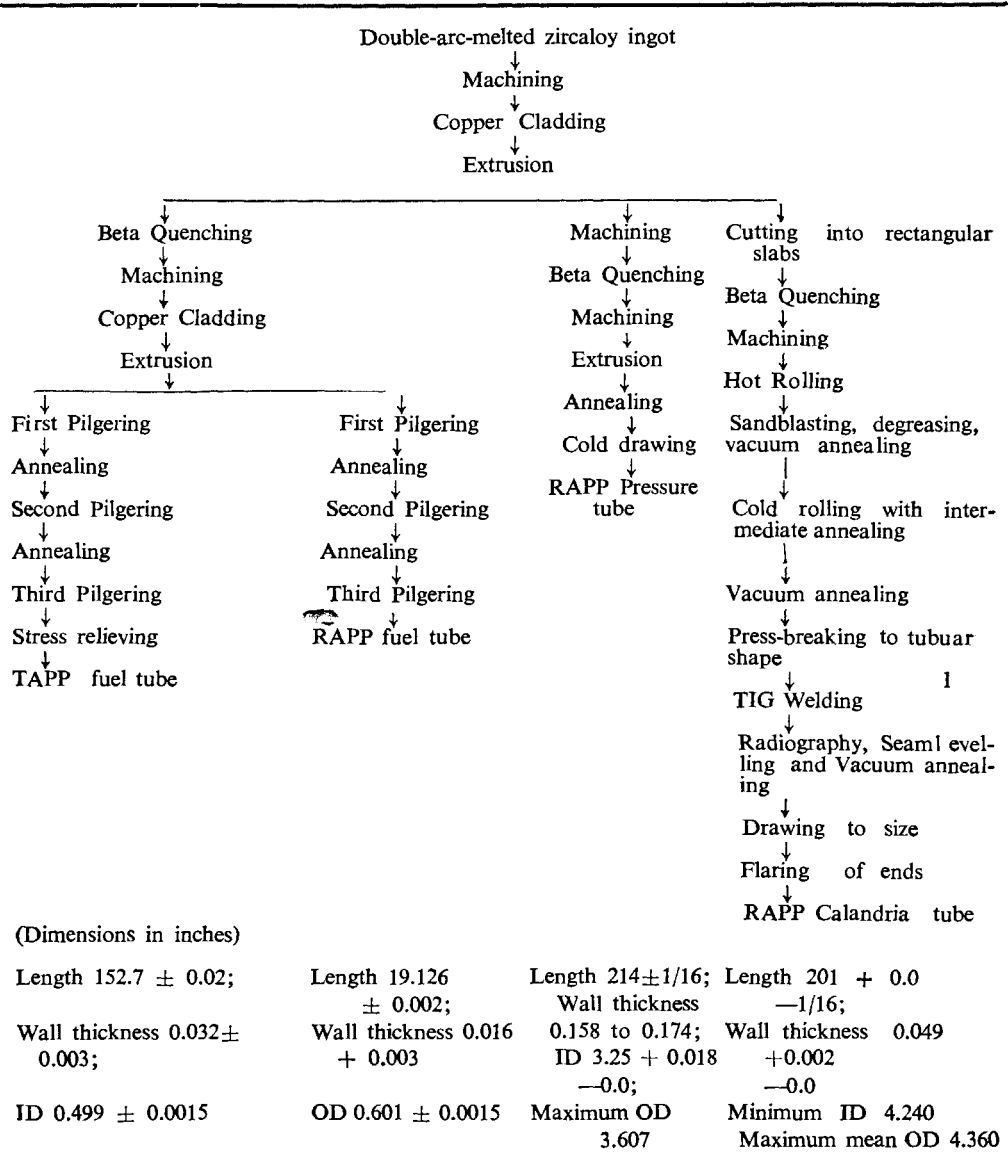 Double-arc-melted zircaloy ingot
Machining
Copper Cladding
Extrusion
Beta Quenching
Machining
Copper Cladding
Extrusion
First Pilgering
Annealing
Second Pilgering
Annealing
Third Pilgering
Stress relieving
TAPP fuel tube
First Pilgering
Annealing
Second Pilgering
Annealing
Third Pilgering
RAPP fuel tube
Machining
Beta Quenching
Machining
Extrusion
Annealing
Cold drawing
RAPP Pressure
tube
Cutting into rectangular
slabs
Beta Quenching
Machining
Hot Rolling
Sandblasting, degreasing,
vacuum annealing
Cold rolling with inter-
mediate annealing
Vacuum annealing
Press-breaking to tubuar
shape
1
TIG Welding
Radiography, Seaml evel-
ling and Vacuum anneal-
ing
Drawing to size
Flaring of ends
RAPP Calandria tube
(Dimensions in inches)
Length 152.7 ± 0.02;
Wall thickness 0.032±
0.003;
ID 0.499 ± 0.0015
Length 19.126
± 0.002;
Wall thickness 0.016
+ 0.003
OD 0.601 ± 0.0015
Length 214±1/16;
Wall thickness
0.158 to 0.174;
ID 3.25 + 0.018
—0.0;
Maximum OD
3.607
Length 201 + 0.0
—1/16;
Wall thickness 0.049
+0.002
—0.0
Minimum ID 4.240
Maximum mean OD 4.360